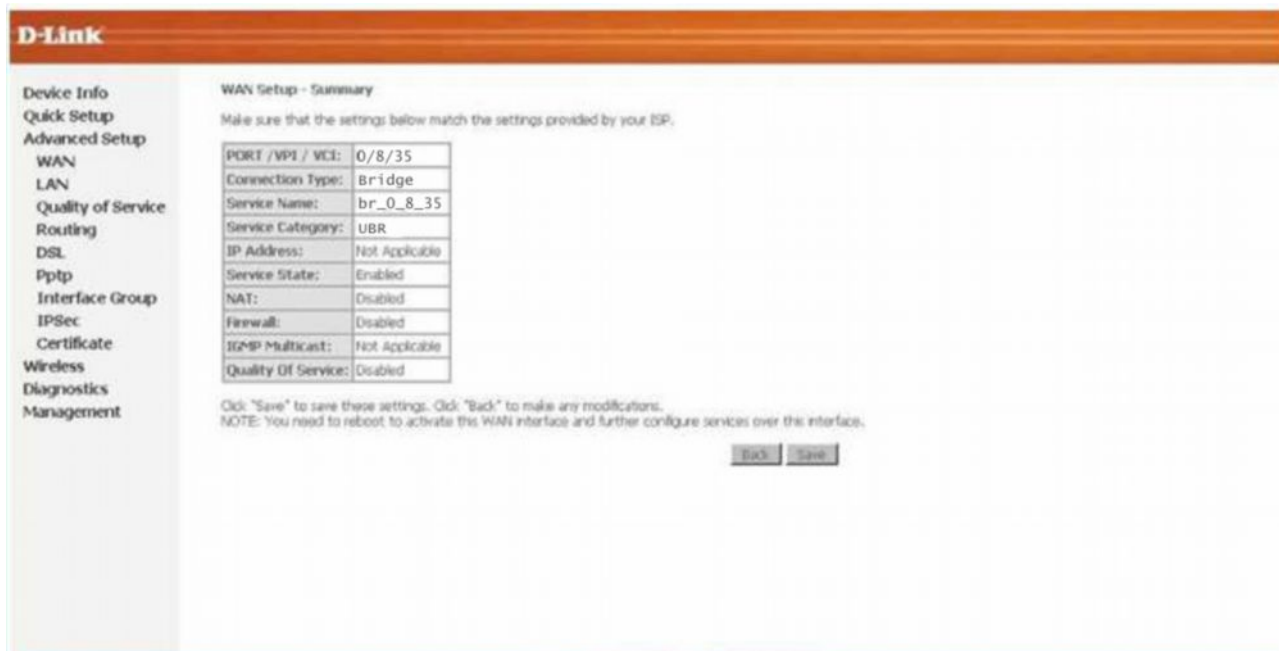 D-Link
Device Info
Quick Setup
Advanced Setup
WAN
LAN
Quality of Service
Routing
DSL
Pptp
Interface Group
IPSec
Certificate
Wireless
Diagnostics
Management
WAN Setup - Summary
Make sure that the settings below match the settings provided by your ISP.
PORT / VPI / VCI: 0/8/35
Connection Type: Bridge
Service Name: br_0_8_35
Service Category: UBR
IP Address: Not Applicable
Service State: Enabled
NAT: Disabled
Firewall: Disabled
IGMP Multicast: Not Applicable
Quality Of Service: Disabled
Click "Save" to save these settings. Click "Back" to make any modifications.
NOTE: You need to reboot to activate this WAN interface and further configure services over this interface.
Back Save